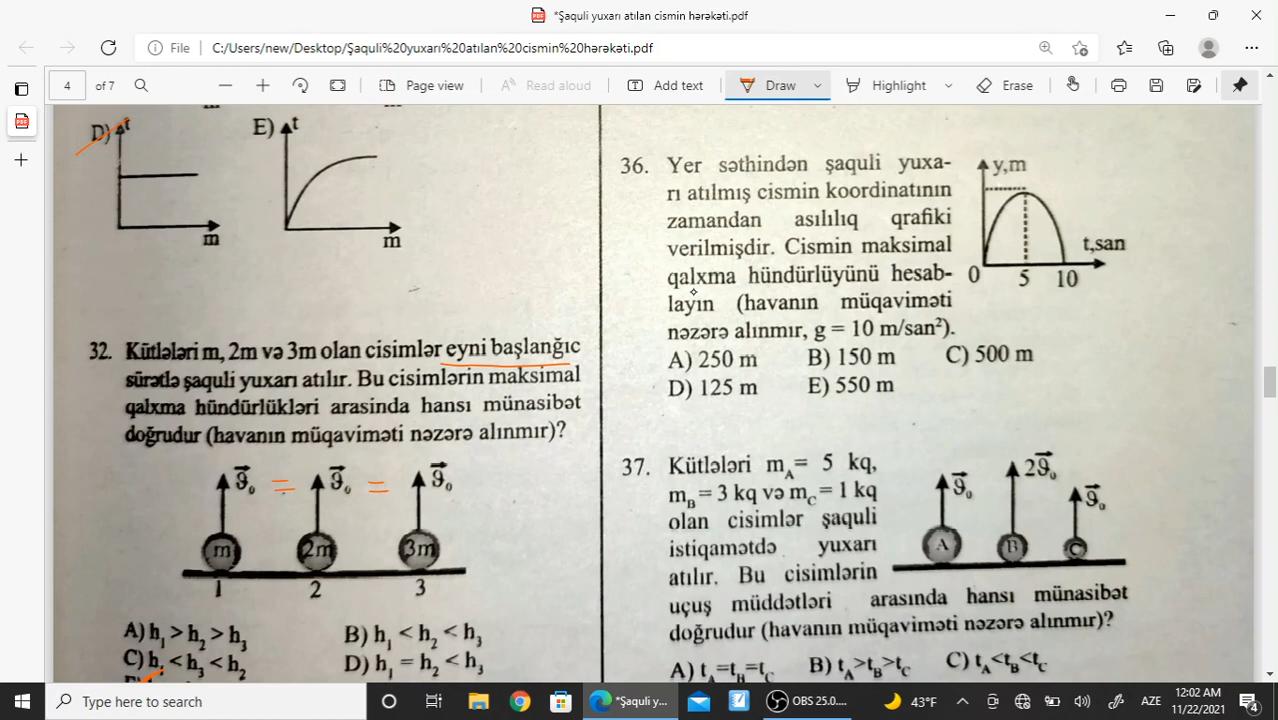 *Şaquli yuxarı atılan cismin hərəkəti.pdf
File
C:/Users/new/Desktop/Şaquli%20yuxarı%20atılan%20cismin%20hərəkəti.pdf
4 of 7
Page view
Read aloud
Add text
Draw
Highlight
Erase
D) t
m
E) t
m
32. Kütlələri m, 2m və 3m olan cisimlər eyni başlanğıc
sürətlə şaquli yuxarı atılır. Bu cisimlərin maksimal
qalxma hündürlükləri arasinda hansı münasibət
doğrudur (havanın müqaviməti nəzərə alınmır)?
ϑ₀ = ϑ₀ = ϑ₀
m 2m 3m
1 2 3
A) h₁ > h₂ > h₃ B) h₁ < h₂ < h₃
C) h₁ < h₃ < h₂ D) h₁ = h₂ < h₃
36. Yer səthindən şaquli yuxa-
rı atılmış cismin koordinatının
zamandan asılılıq qrafiki
verilmişdir. Cismin maksimal
qalxma hündürlüyünü hesab-
layın (havanın müqaviməti
nəzərə alınmır, g = 10 m/san²).
y,m
t,san
0 5 10
A) 250 m B) 150 m C) 500 m
D) 125 m E) 550 m
37. Kütlələri mA = 5 kq,
mB = 3 kq və mC = 1 kq
olan cisimlər şaquli
istiqamətdə yuxarı
atılır. Bu cisimlərin
uçuş müddətləri arasında hansı münasibət
doğrudur (havanın müqaviməti nəzərə alınmır)?
ϑ₀ 2ϑ₀ ϑ₀
A B C
A) tA=tB=tC B) tA>tB>tC C) tA<tB<tC
Type here to search
*Şaquli y...
OBS 25.0....
43°F
AZE
12:02 AM
11/22/2021
4